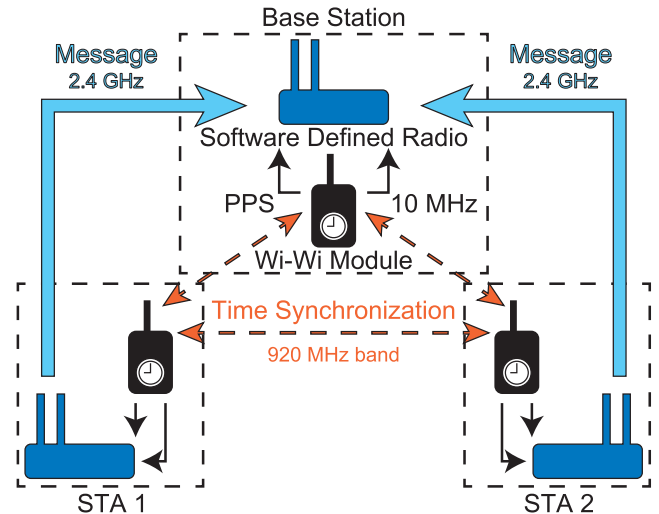 Base Station
Message
2.4 GHz
Message
2.4 GHz
Software Defined Radio
PPS
10 MHz
Wi-Wi Module
Time Synchronization
920 MHz band
STA 1
STA 2